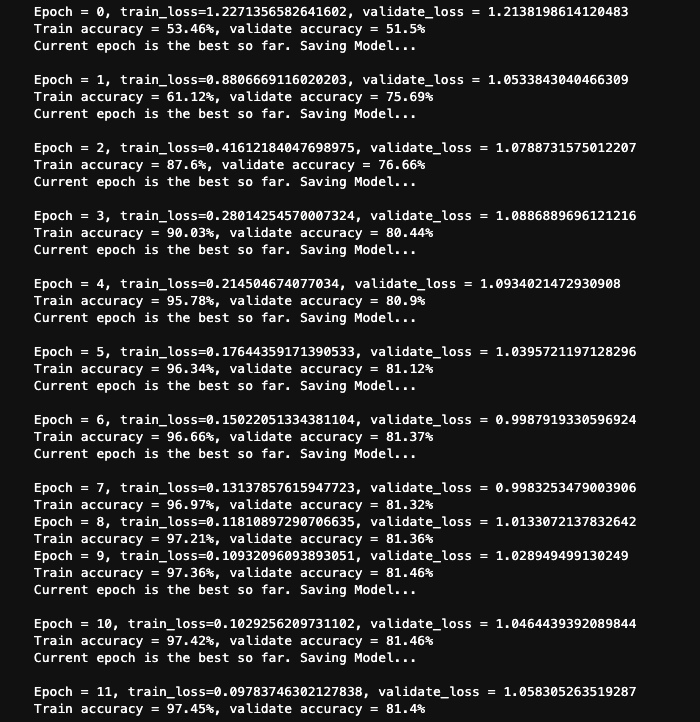 Epoch = 0, train_loss=1.2271356582641602, validate_loss = 1.2138198614120483
Train accuracy = 53.46%, validate accuracy = 51.5%
Current epoch is the best so far. Saving Model...
Epoch = 1, train_loss=0.8806669116020203, validate_loss = 1.0533843040466309
Train accuracy = 61.12%, validate accuracy = 75.69%
Current epoch is the best so far. Saving Model...
Epoch = 2, train_loss=0.41612184047698975, validate_loss = 1.0788731575012207
Train accuracy = 87.6%, validate accuracy = 76.66%
Current epoch is the best so far. Saving Model...
Epoch = 3, train_loss=0.28014254570007324, validate_loss = 1.0886889696121216
Train accuracy = 90.03%, validate accuracy = 80.44%
Current epoch is the best so far. Saving Model...
Epoch = 4, train_loss=0.214504674077034, validate_loss = 1.0934021472930908
Train accuracy = 95.78%, validate accuracy = 80.9%
Current epoch is the best so far. Saving Model...
Epoch = 5, train_loss=0.17644359171390533, validate_loss = 1.0395721197128296
Train accuracy = 96.34%, validate accuracy = 81.12%
Current epoch is the best so far. Saving Model...
Epoch = 6, train_loss=0.15022051334381104, validate_loss = 0.9987919330596924
Train accuracy = 96.66%, validate accuracy = 81.37%
Current epoch is the best so far. Saving Model...
Epoch = 7, train_loss=0.13137857615947723, validate_loss = 0.9983253479003906
Train accuracy = 96.97%, validate accuracy = 81.32%
Epoch = 8, train_loss=0.11810897290706635, validate_loss = 1.0133072137832642
Train accuracy = 97.21%, validate accuracy = 81.36%
Epoch = 9, train_loss=0.10932096093893051, validate_loss = 1.028949499130249
Train accuracy = 97.36%, validate accuracy = 81.46%
Current epoch is the best so far. Saving Model...
Epoch = 10, train_loss=0.1029256209731102, validate_loss = 1.0464439392089844
Train accuracy = 97.42%, validate accuracy = 81.46%
Current epoch is the best so far. Saving Model...
Epoch = 11, train_loss=0.09783746302127838, validate_loss = 1.058305263519287
Train accuracy = 97.45%, validate accuracy = 81.4%